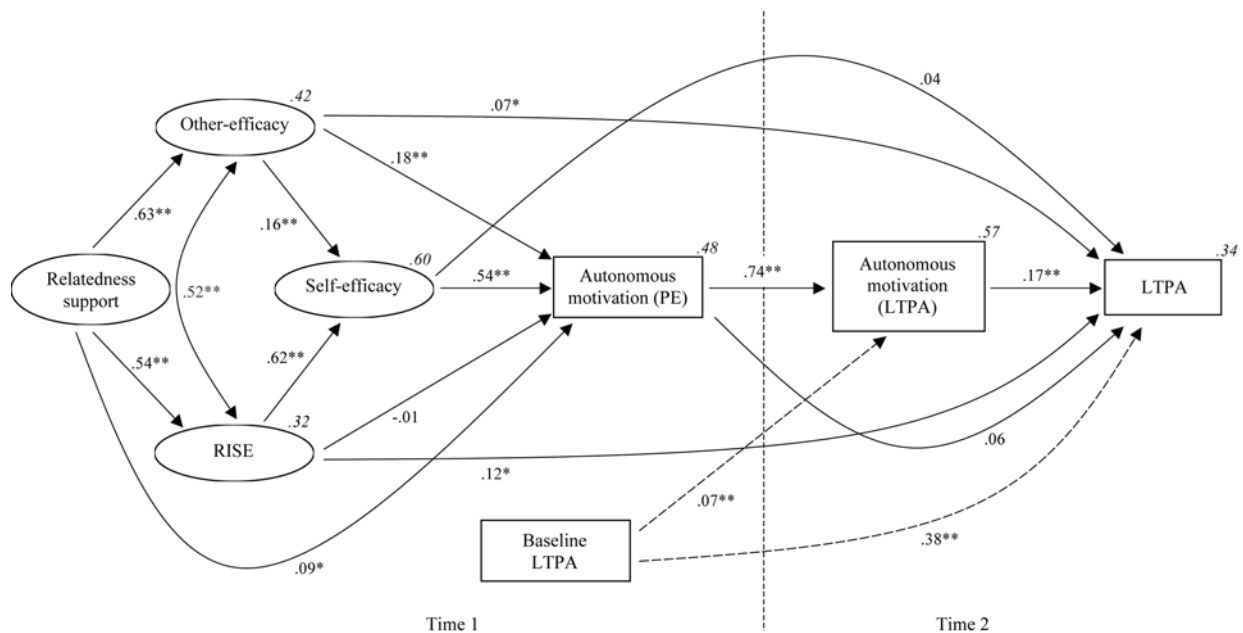 .42
Other-efficacy
.04
.07*
.18**
.63**
.16**
.60
.48
.57
.34
Relatedness
support
.52**
Self-efficacy
.54**
Autonomous
motivation (PE)
.74**
Autonomous
motivation
(LTPA)
.17**
LTPA
.54**
.62**
.32
-.01
RISE
.12*
.06
.07**
.09*
Baseline
LTPA
.38**
Time 1
Time 2